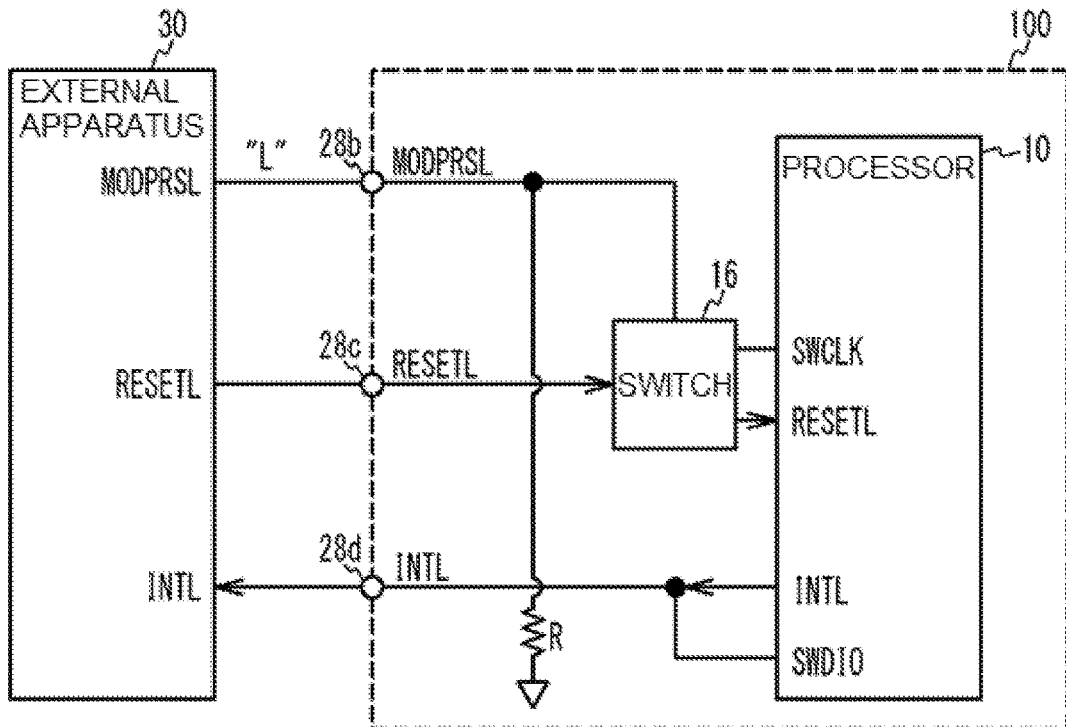 30
100
EXTERNAL
APPARATUS
"L"
28b
MODPRSL
MODPRSL
PROCESSOR
10
16
28c
RESETL
RESETL
SWITCH
SWCLK
RESETL
28d
INTL
INTL
INTL
R
SWDIO